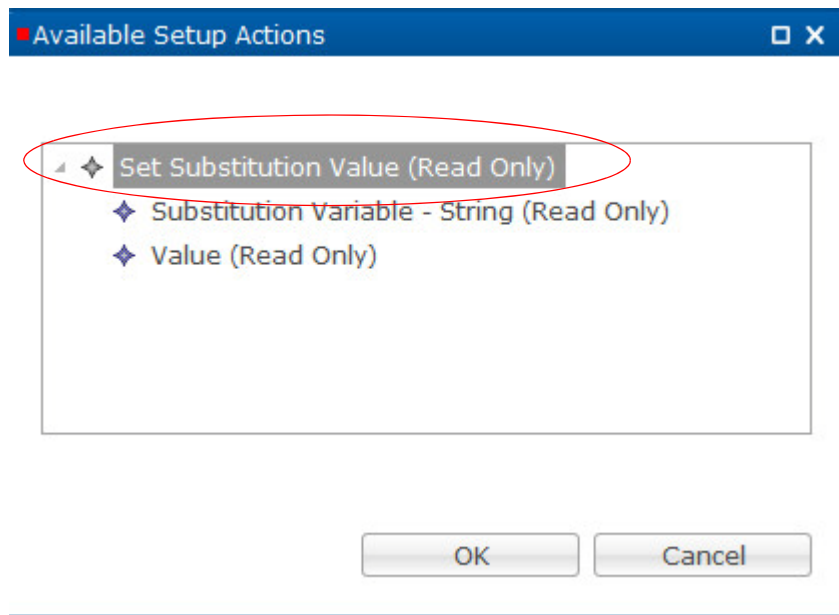 Available Setup Actions
Set Substitution Value (Read Only)
Substitution Variable - String (Read Only)
Value (Read Only)
OK Cancel